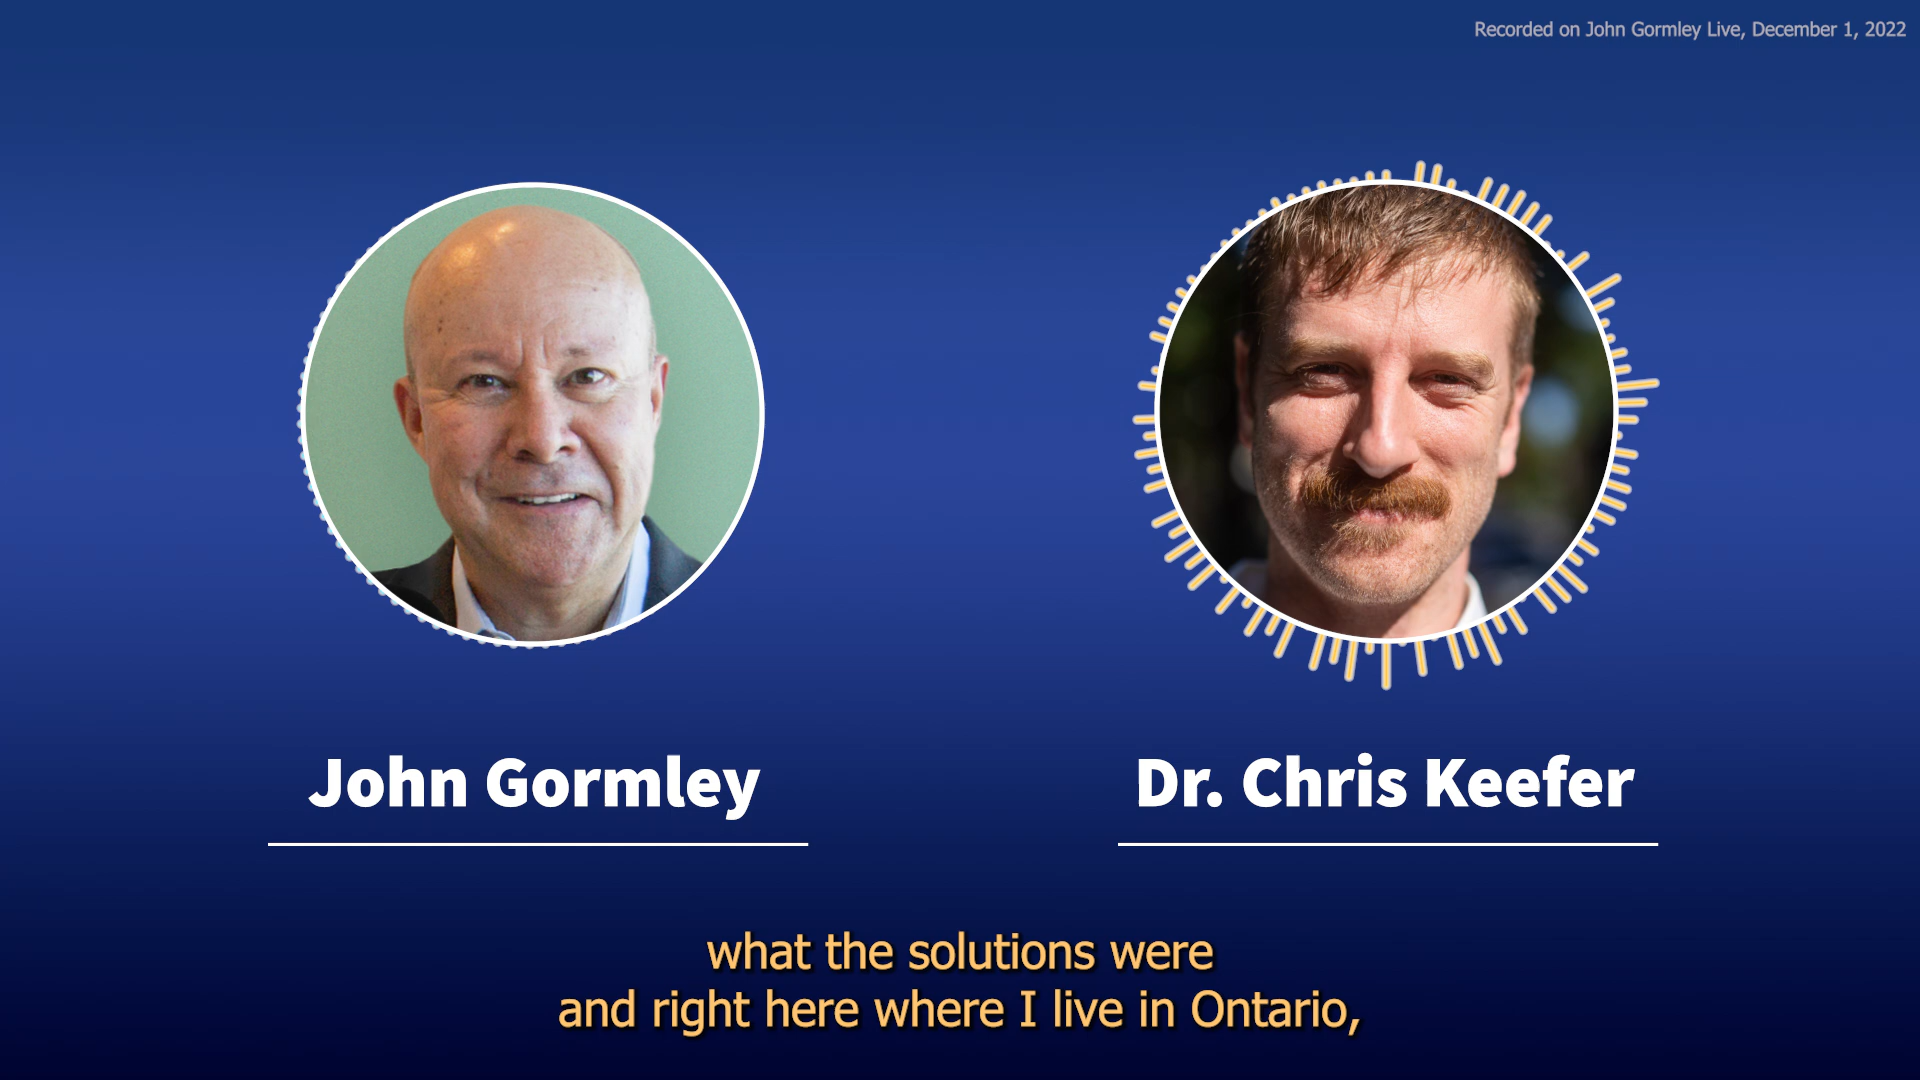 Recorded on John Gormley Live, December 1, 2022
John Gormley
Dr. Chris Keefer
what the solutions were
and right here where I live in Ontario,